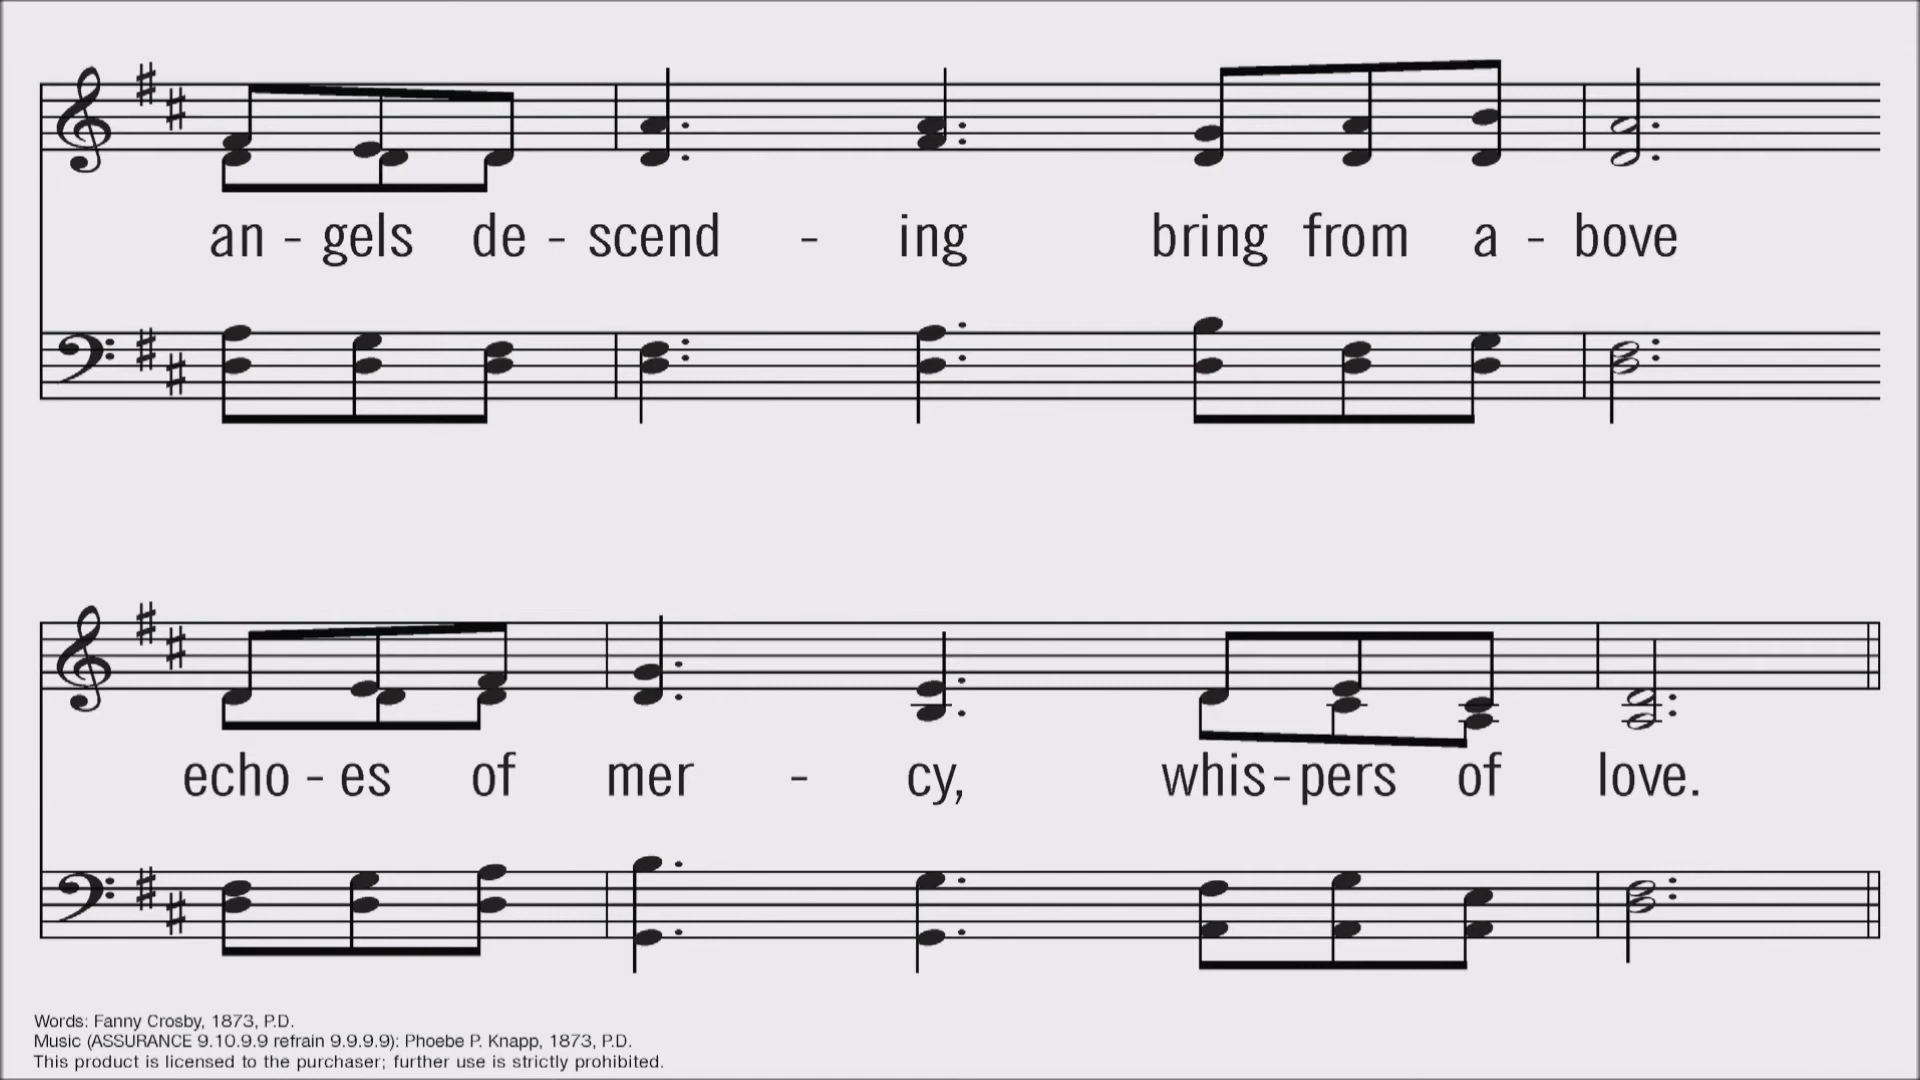 an - gels de - scend - ing bring from a - bove
echo - es of mer - cy, whis - pers of love.
Words: Fanny Crosby, 1873, P.D.
Music (ASSURANCE 9.10.9.9 refrain 9.9.9.9): Phoebe P. Knapp, 1873, P.D.
This product is licensed to the purchaser; further use is strictly prohibited.